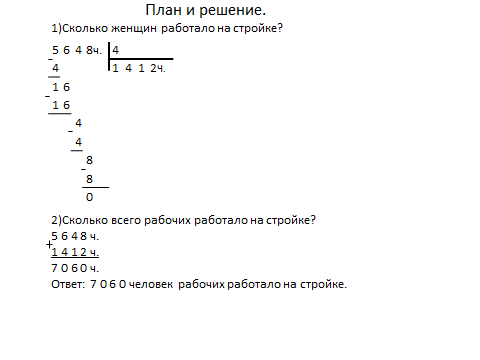 План и решение.
1)Сколько женщин работало на стройке?
5 6 4 8ч. 4
- 4 1 4 1 2ч.
1 6
- 1 6
4
- 4
8
- 8
0
2)Сколько всего рабочих работало на стройке?
5 6 4 8 ч.
+
1 4 1 2 ч.
7 0 6 0 ч.
Ответ: 7 0 6 0 человек рабочих работало на стройке.